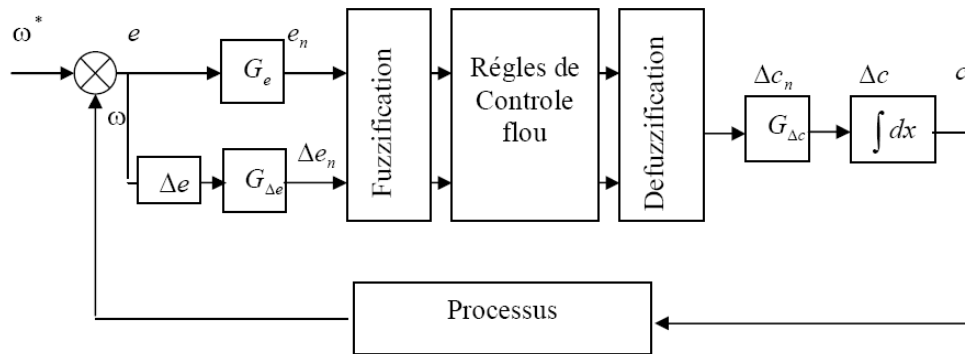 ω*
e
G_e
e_n
Fuzzification
Régles de
Controle
flou
Defuzzification
Δc_n
G_Δc
Δc
∫ dx
c
ω
Δe
G_Δe
Δe_n
Processus